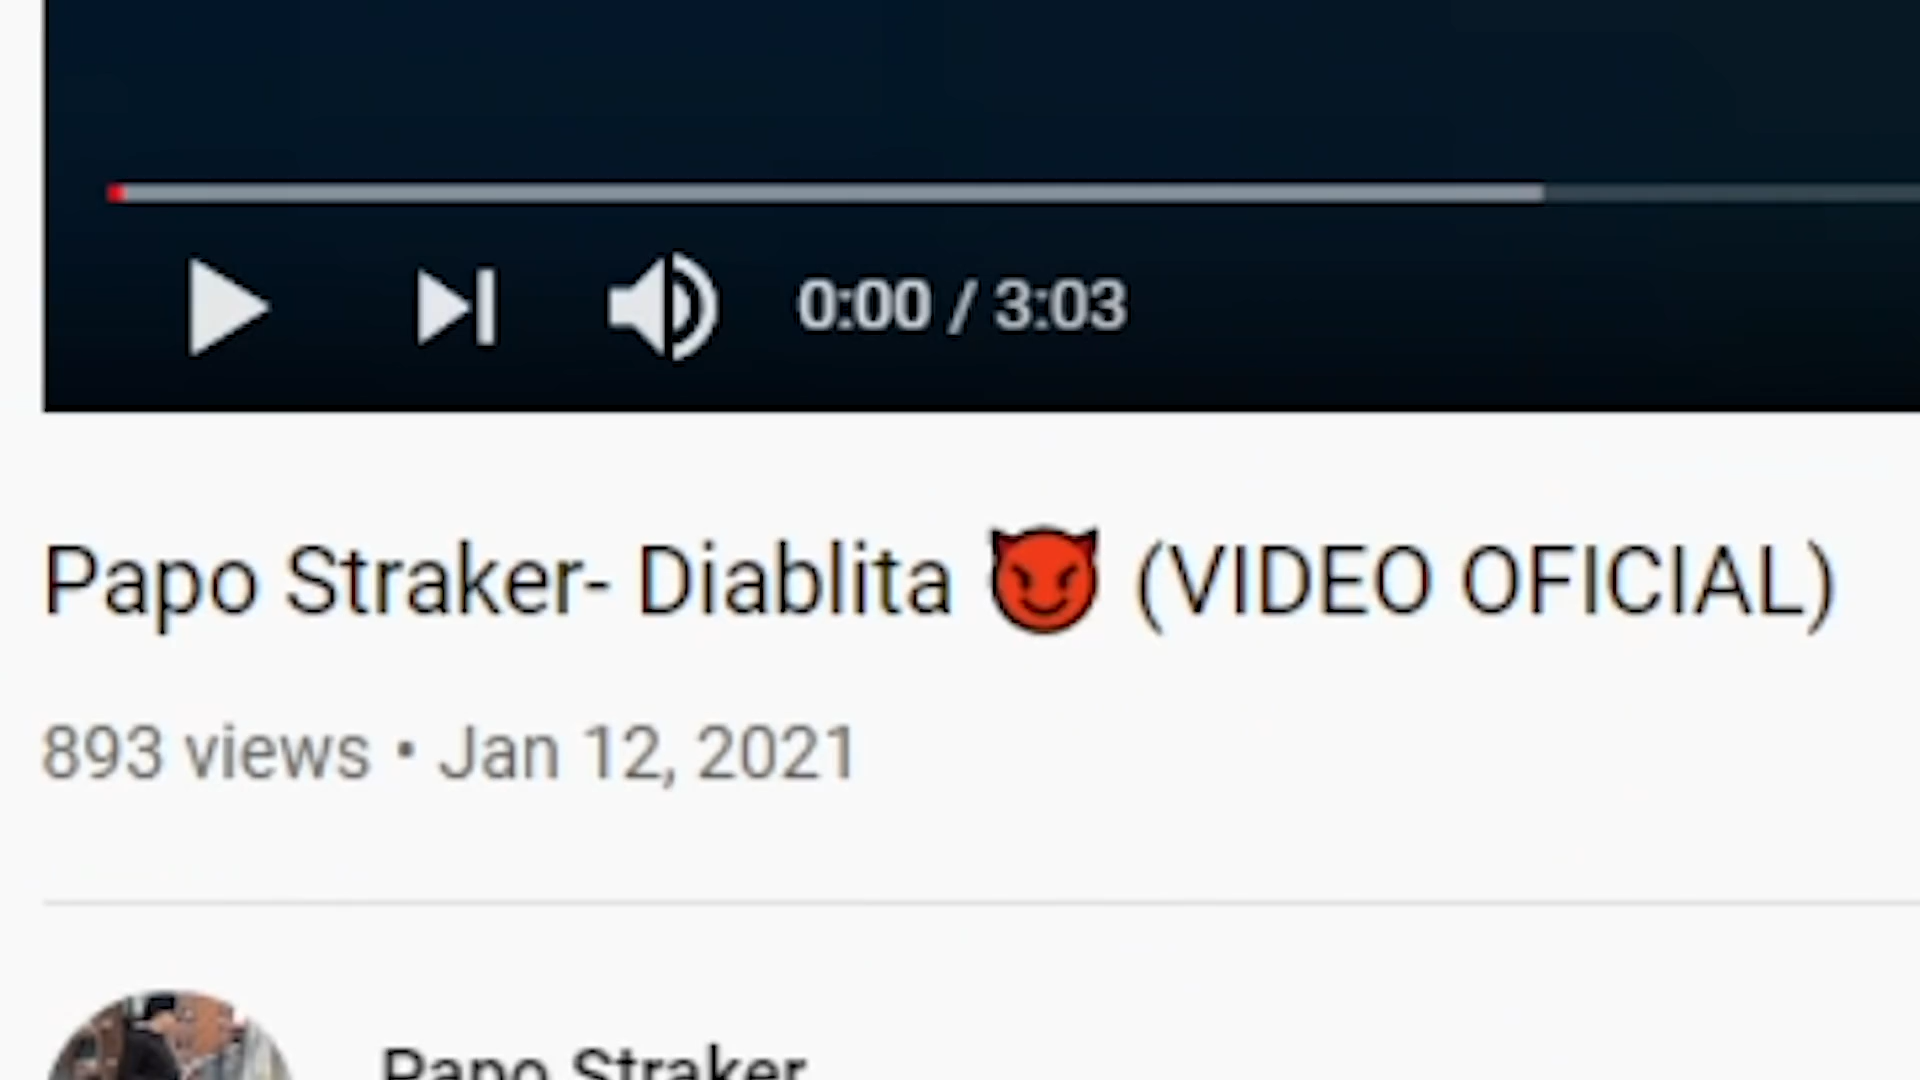 0:00 / 3:03
Papo Straker- Diablita 😈 (VIDEO OFICIAL)
893 views • Jan 12, 2021
Papo Straker